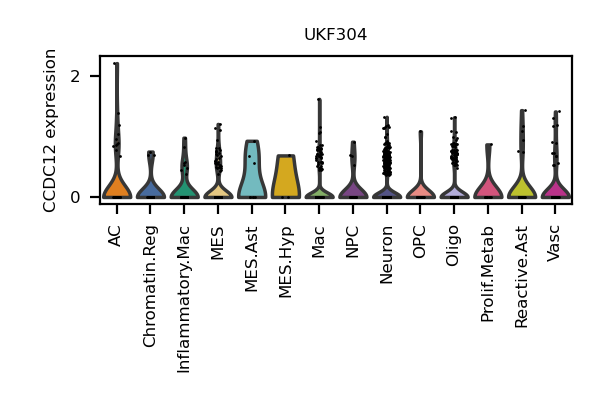 UKF304
CCDC12 expression
2
0
AC
Chromatin.Reg
Inflammatory.Mac
MES
MES.Ast
MES.Hyp
Mac
NPC
Neuron
OPC
Oligo
Prolif.Metab
Reactive.Ast
Vasc